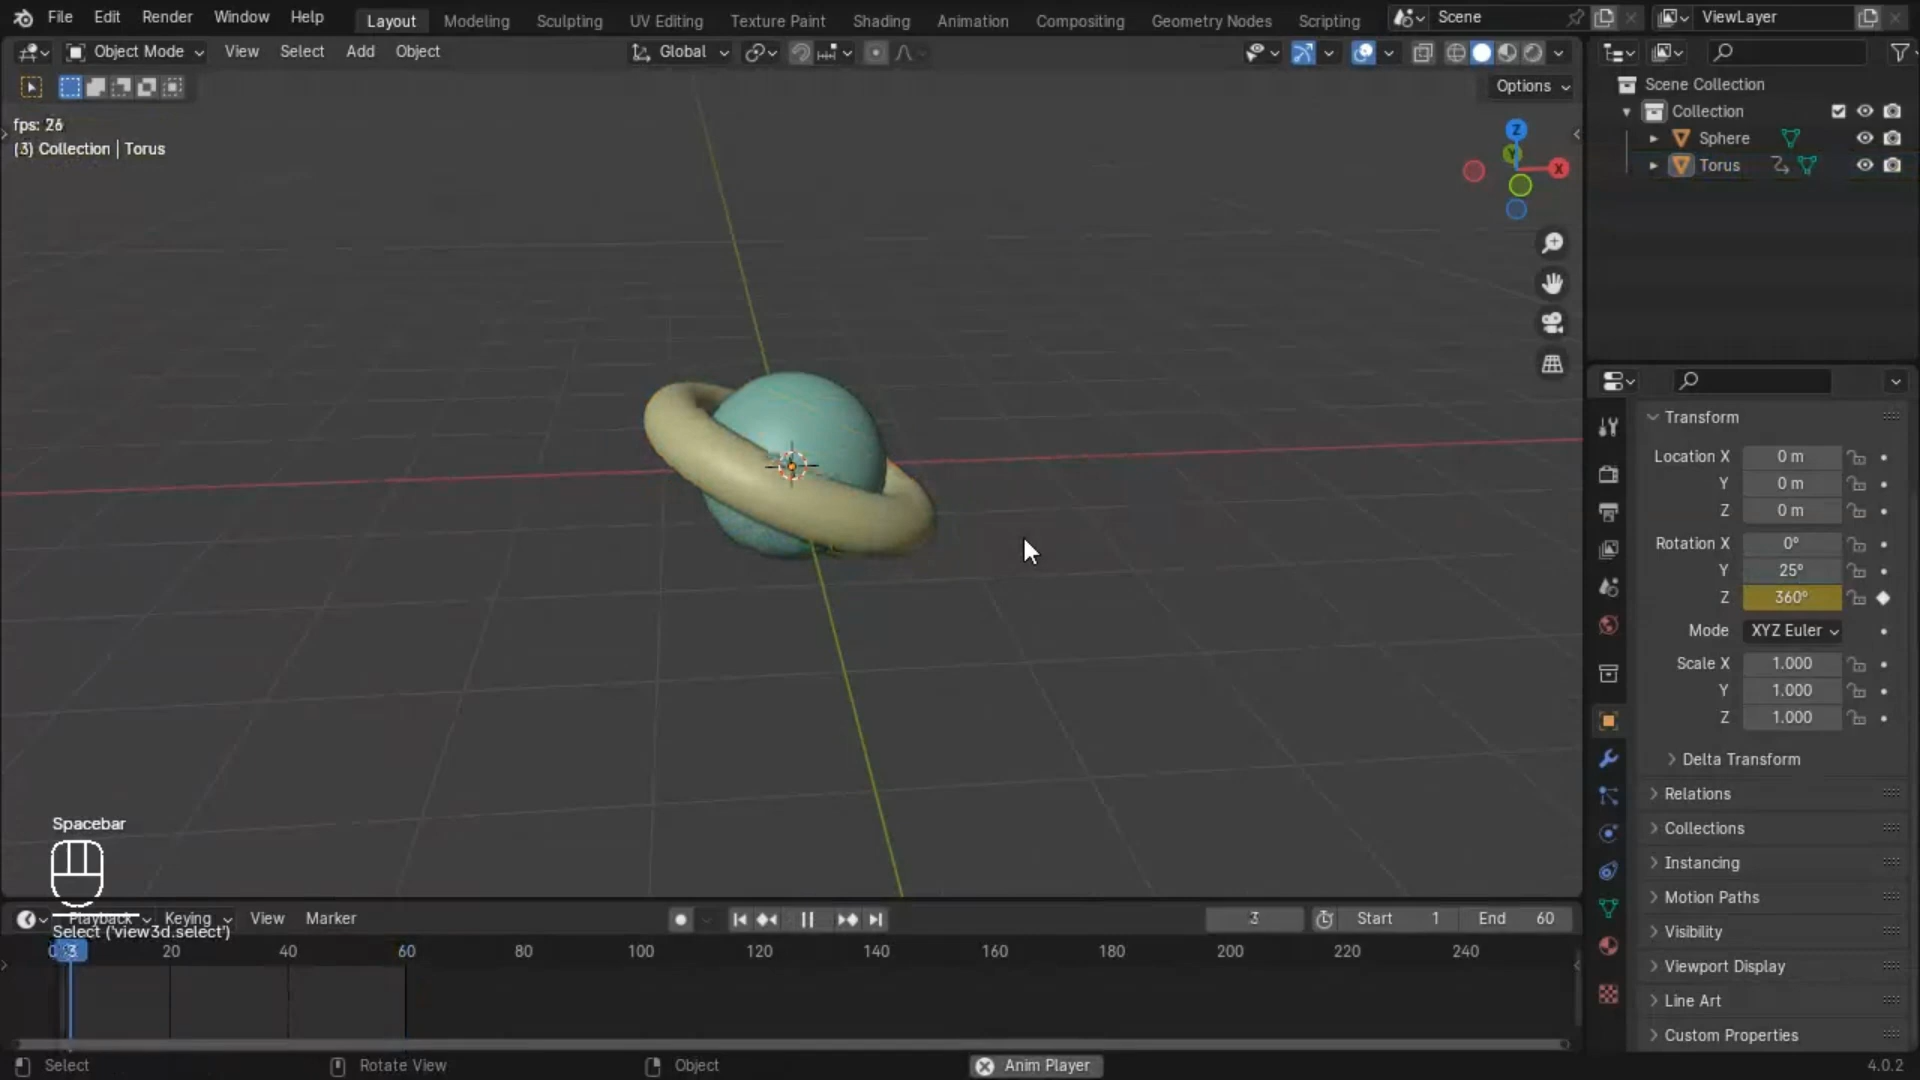 File Edit Render Window Help Layout Modeling Sculpting UV Editing Texture Paint Shading Animation Compositing Geometry Nodes Scripting Scene ViewLayer
Object Mode View Select Add Object Global
Options
fps: 26
(3) Collection | Torus
Z
Y
X
Scene Collection
Collection
Sphere
Torus
Transform
Location X 0 m
Y 0 m
Z 0 m
Rotation X 0°
Y 25°
Z 360°
Mode XYZ Euler
Scale X 1.000
Y 1.000
Z 1.000
Delta Transform
Relations
Collections
Instancing
Motion Paths
Visibility
Viewport Display
Line Art
Custom Properties
Spacebar
Playback Keying View Marker 3 Start 1 End 60
Select ('view3d.select')
0 3 20 40 60 80 100 120 140 160 180 200 220 240
Select Rotate View Object Anim Player 4.0.2